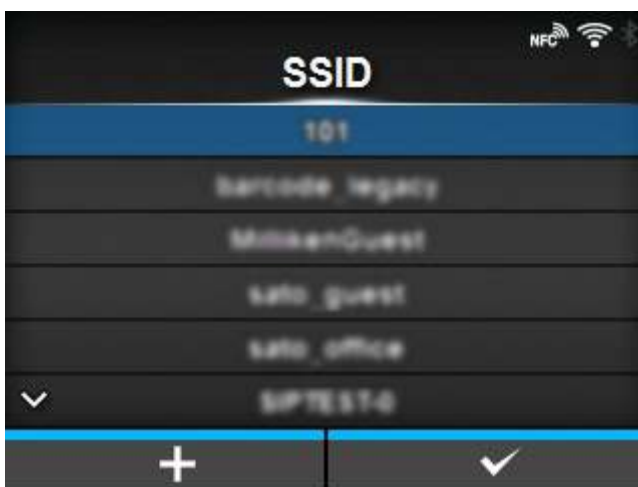 NFC
SSID
101
barcode_legacy
MillikenGuest
sato_guest
sato_office
SIPTEST-0